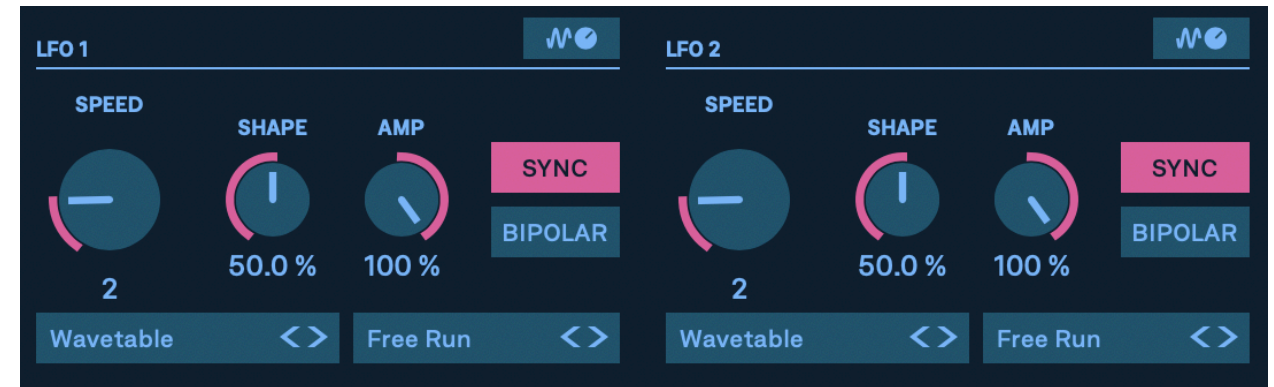 LFO 1
SPEED
SHAPE
AMP
SYNC
BIPOLAR
50.0 %
100 %
2
Wavetable
Free Run
LFO 2
SPEED
SHAPE
AMP
SYNC
BIPOLAR
50.0 %
100 %
2
Wavetable
Free Run